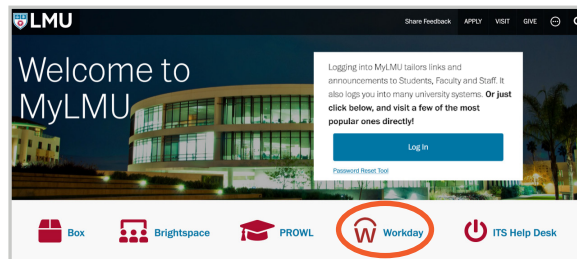 LMU
Share Feedback APPLY VISIT GIVE
Welcome to
MyLMU
Logging into MyLMU tailors links and
announcements to Students, Faculty and Staff. It
also logs you into many university systems. Or just
click below, and visit a few of the most
popular ones directly!
Log In
Password Reset Tool
Box Brightspace PROWL Workday ITS Help Desk